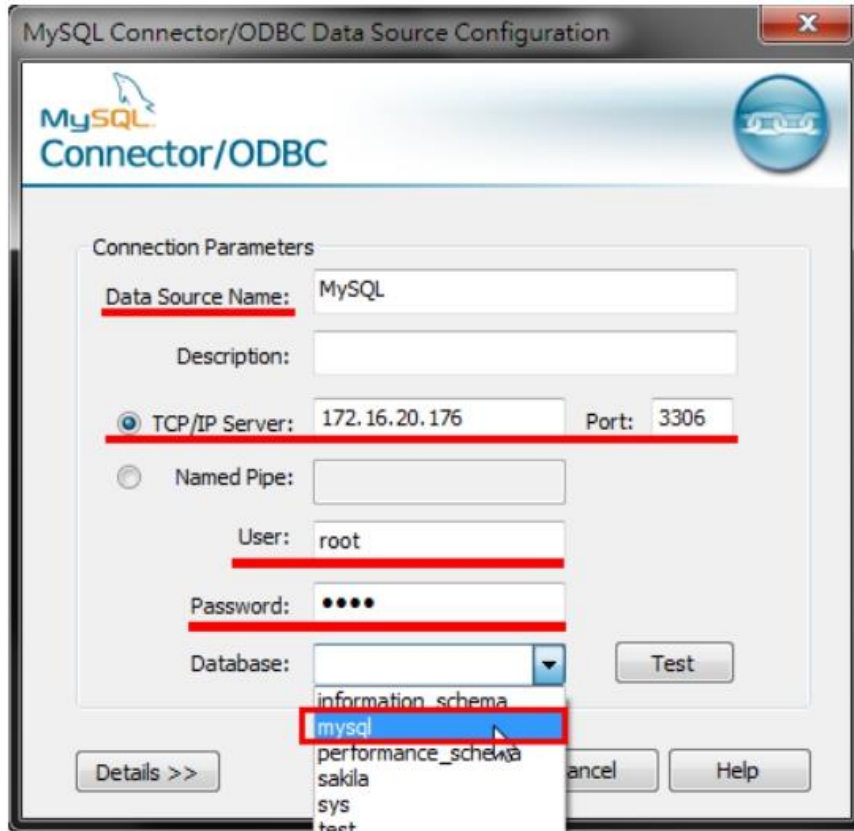 MySQL Connector/ODBC Data Source Configuration
MySQL
Connector/ODBC
Connection Parameters
Data Source Name: MySQL
Description:
TCP/IP Server: 172.16.20.176 Port: 3306
Named Pipe:
User: root
Password: ••••
Database: Test
information_schema
mysql
performance_schema
sakila
sys
test
Details >> ancel Help